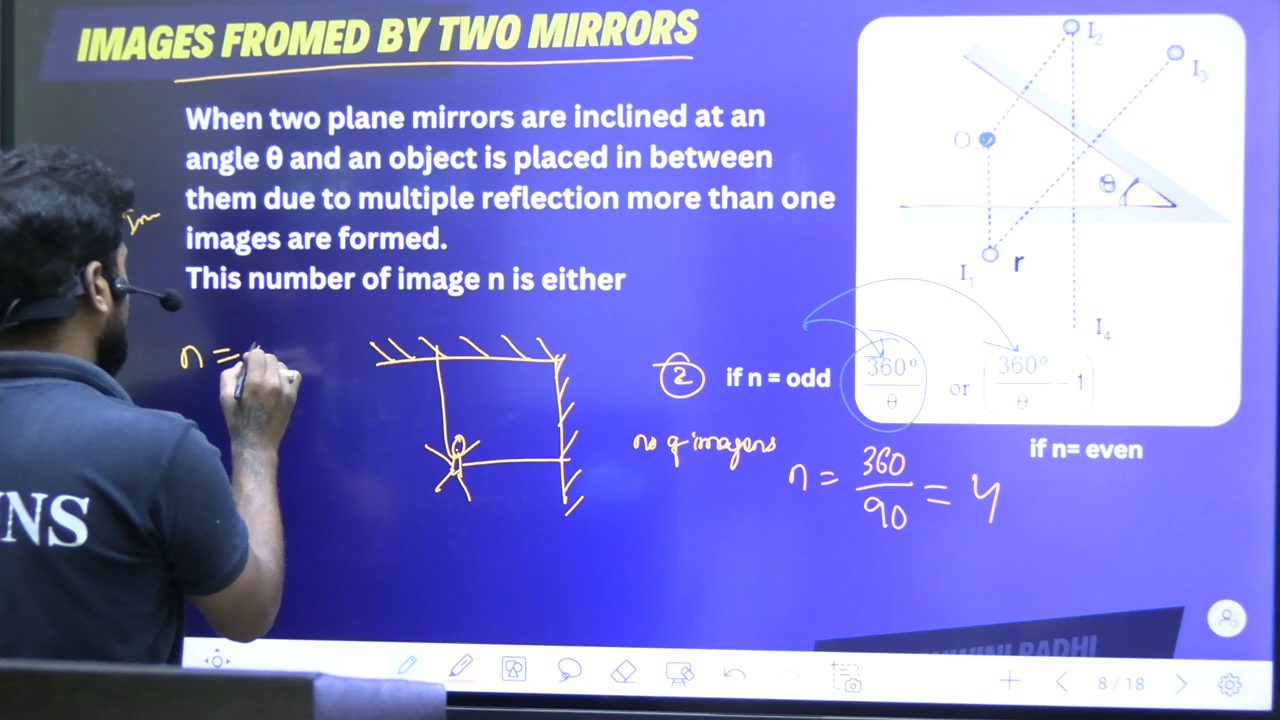 IMAGES FROMED BY TWO MIRRORS
When two plane mirrors are inclined at an
angle θ and an object is placed in between
them due to multiple reflection more than one
images are formed.
This number of image n is either
I₂
I₃
O
θ
I₁
r
I₄
n =
2
if n = odd
360°/θ or 360°/θ - 1
if n= even
no of images
n = 360/90 = 4
NS
8 / 18